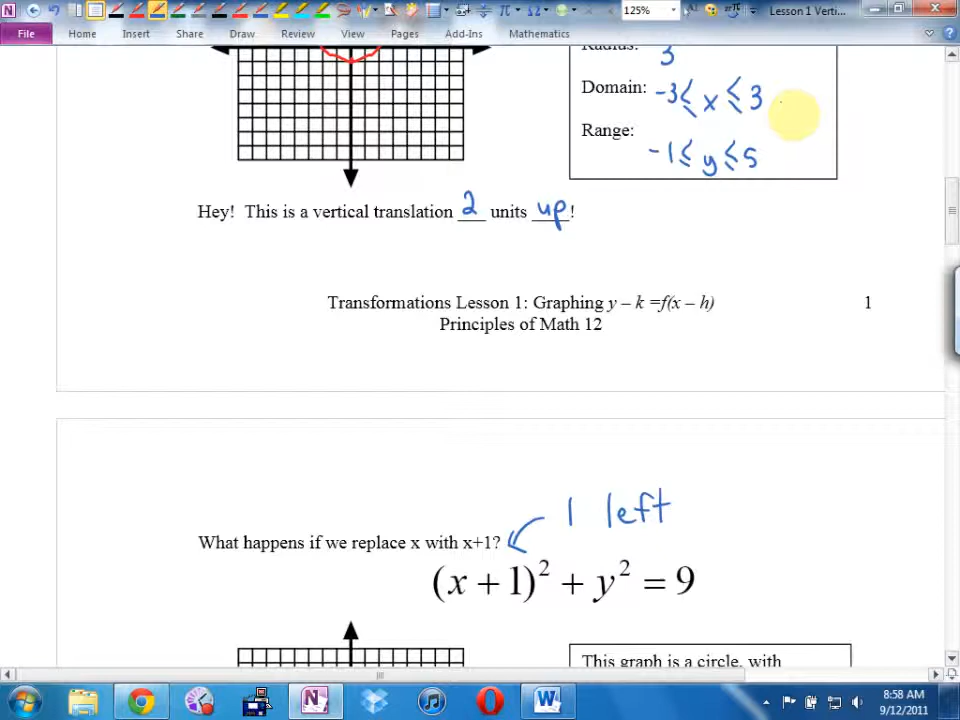 125%
Lesson 1 Verti...
File Home Insert Share Draw Review View Pages Add-Ins Mathematics
Radius: 3
Domain: -3 ≤ x ≤ 3
Range: -1 ≤ y ≤ 5
Hey! This is a vertical translation 2 units up!
Transformations Lesson 1: Graphing y – k =f(x – h) 1
Principles of Math 12
1 left
What happens if we replace x with x+1?
(x + 1)² + y² = 9
This graph is a circle, with
8:58 AM
9/12/2011